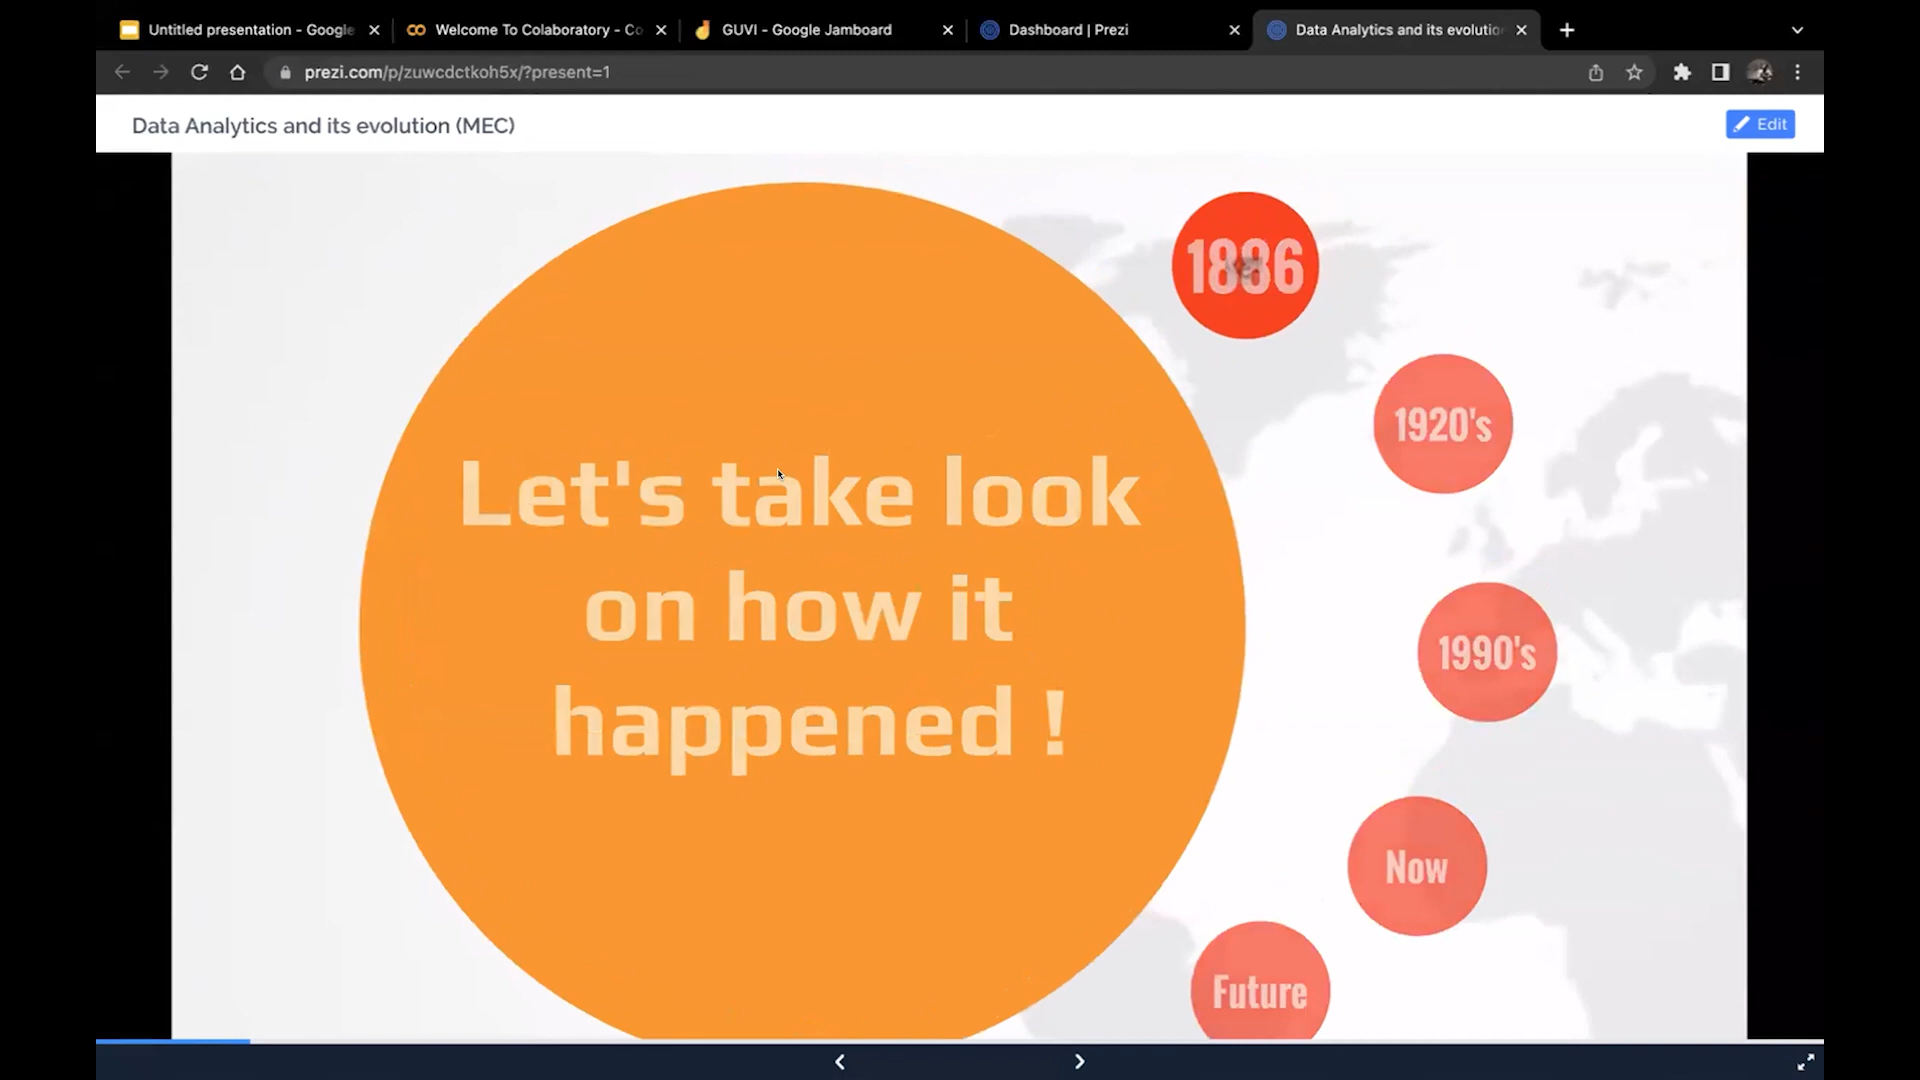 Untitled presentation - Google
Welcome To Colaboratory - Co
GUVI - Google Jamboard
Dashboard | Prezi
Data Analytics and its evolutio
prezi.com/p/zuwcdctkoh5x/?present=1
Data Analytics and its evolution (MEC)
Edit
Let's take look
on how it
happened !
1886
1920's
1990's
Now
Future